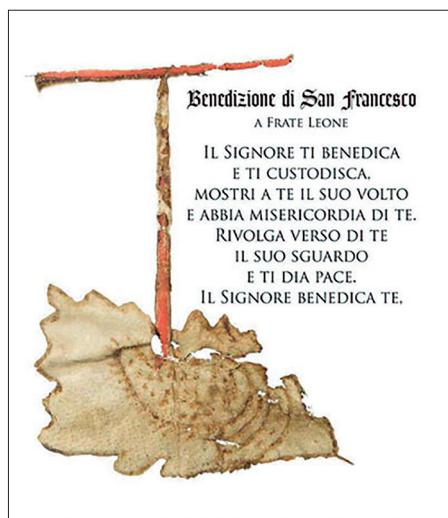 Benedizione di San Francesco
A FRATE LEONE
IL SIGNORE TI BENEDICA
E TI CUSTODISCA,
MOSTRI A TE IL SUO VOLTO
E ABBIA MISERICORDIA DI TE.
RIVOLGA VERSO DI TE
IL SUO SGUARDO
E TI DIA PACE.
IL SIGNORE BENEDICA TE,